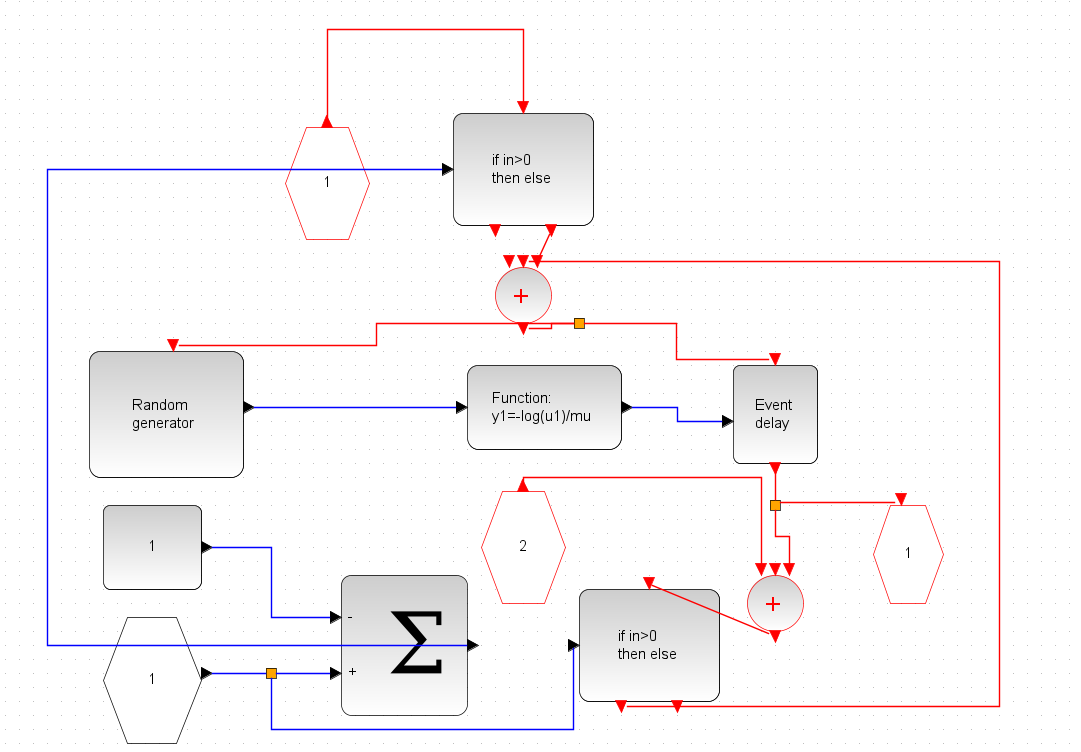 if in>0
then else
1
+
Random
generator
Function:
y1=-log(u1)/mu
Event
delay
1
2
1
-
Σ
+
1
if in>0
then else
+